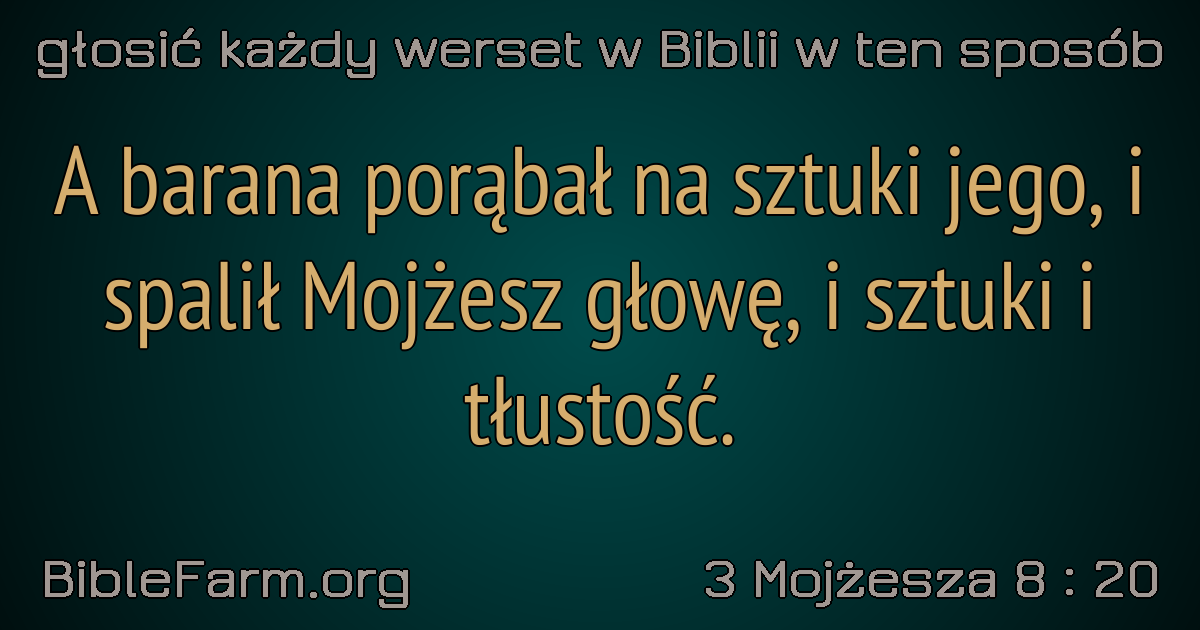 głosić każdy werset w Biblii w ten sposób
A barana porąbał na sztuki jego, i
spalił Mojżesz głowę, i sztuki i
tłustość.
BibleFarm.org
3 Mojżesza 8 : 20